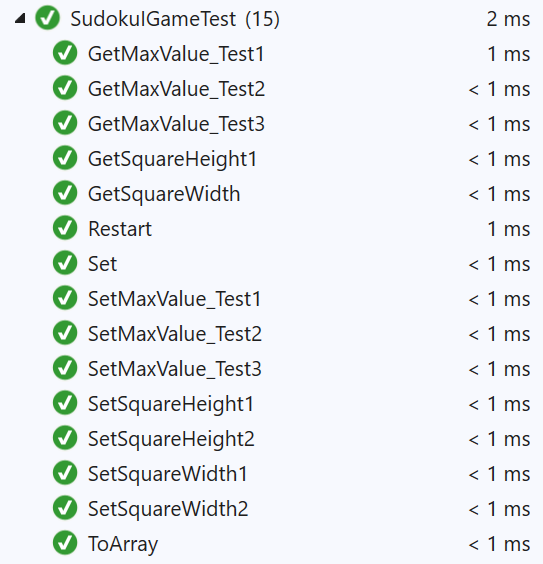 SudokuIGameTest (15) 2 ms
GetMaxValue_Test1 1 ms
GetMaxValue_Test2 < 1 ms
GetMaxValue_Test3 < 1 ms
GetSquareHeight1 < 1 ms
GetSquareWidth < 1 ms
Restart 1 ms
Set < 1 ms
SetMaxValue_Test1 < 1 ms
SetMaxValue_Test2 < 1 ms
SetMaxValue_Test3 < 1 ms
SetSquareHeight1 < 1 ms
SetSquareHeight2 < 1 ms
SetSquareWidth1 < 1 ms
SetSquareWidth2 < 1 ms
ToArray < 1 ms